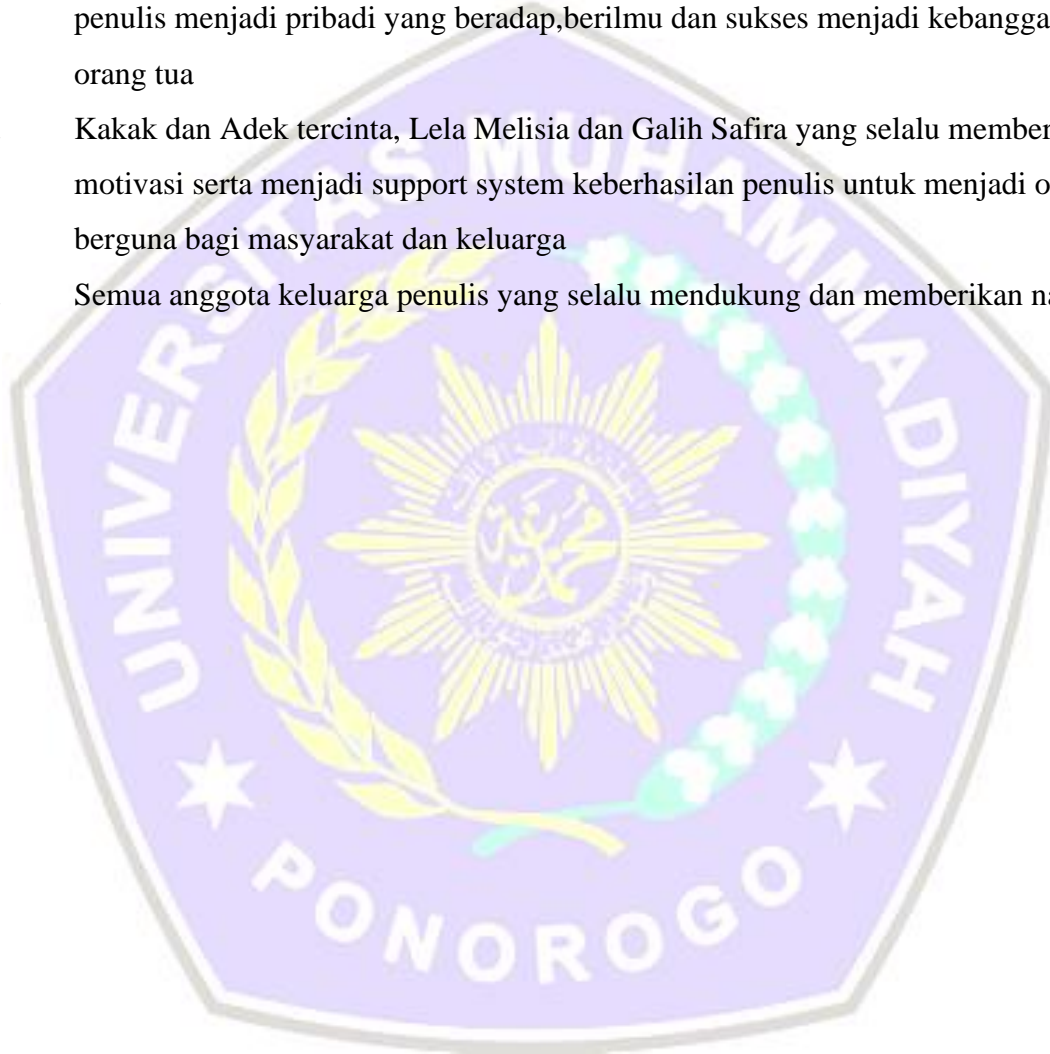 penulis menjadi pribadi yang beradap,berilmu dan sukses menjadi kebangga
orang tua
Kakak dan Adek tercinta, Lela Melisia dan Galih Safira yang selalu member
motivasi serta menjadi support system keberhasilan penulis untuk menjadi o
berguna bagi masyarakat dan keluarga
Semua anggota keluarga penulis yang selalu mendukung dan memberikan na
UNIVERSITAS MUHAMMADIYAH
PONOROGO